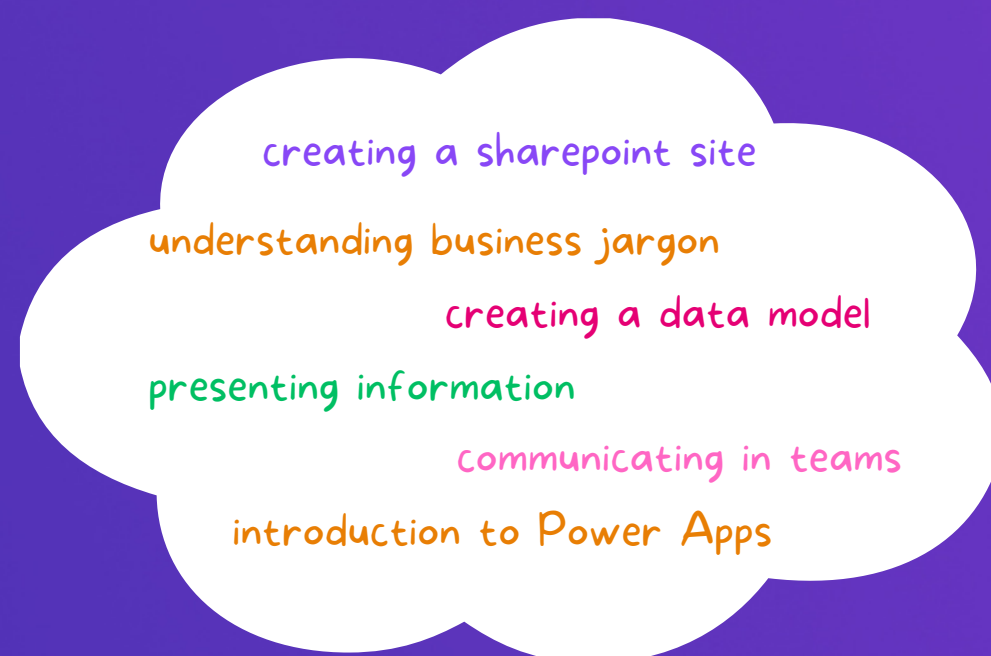 creating a sharepoint site
understanding business jargon
creating a data model
presenting information
communicating in teams
introduction to Power Apps